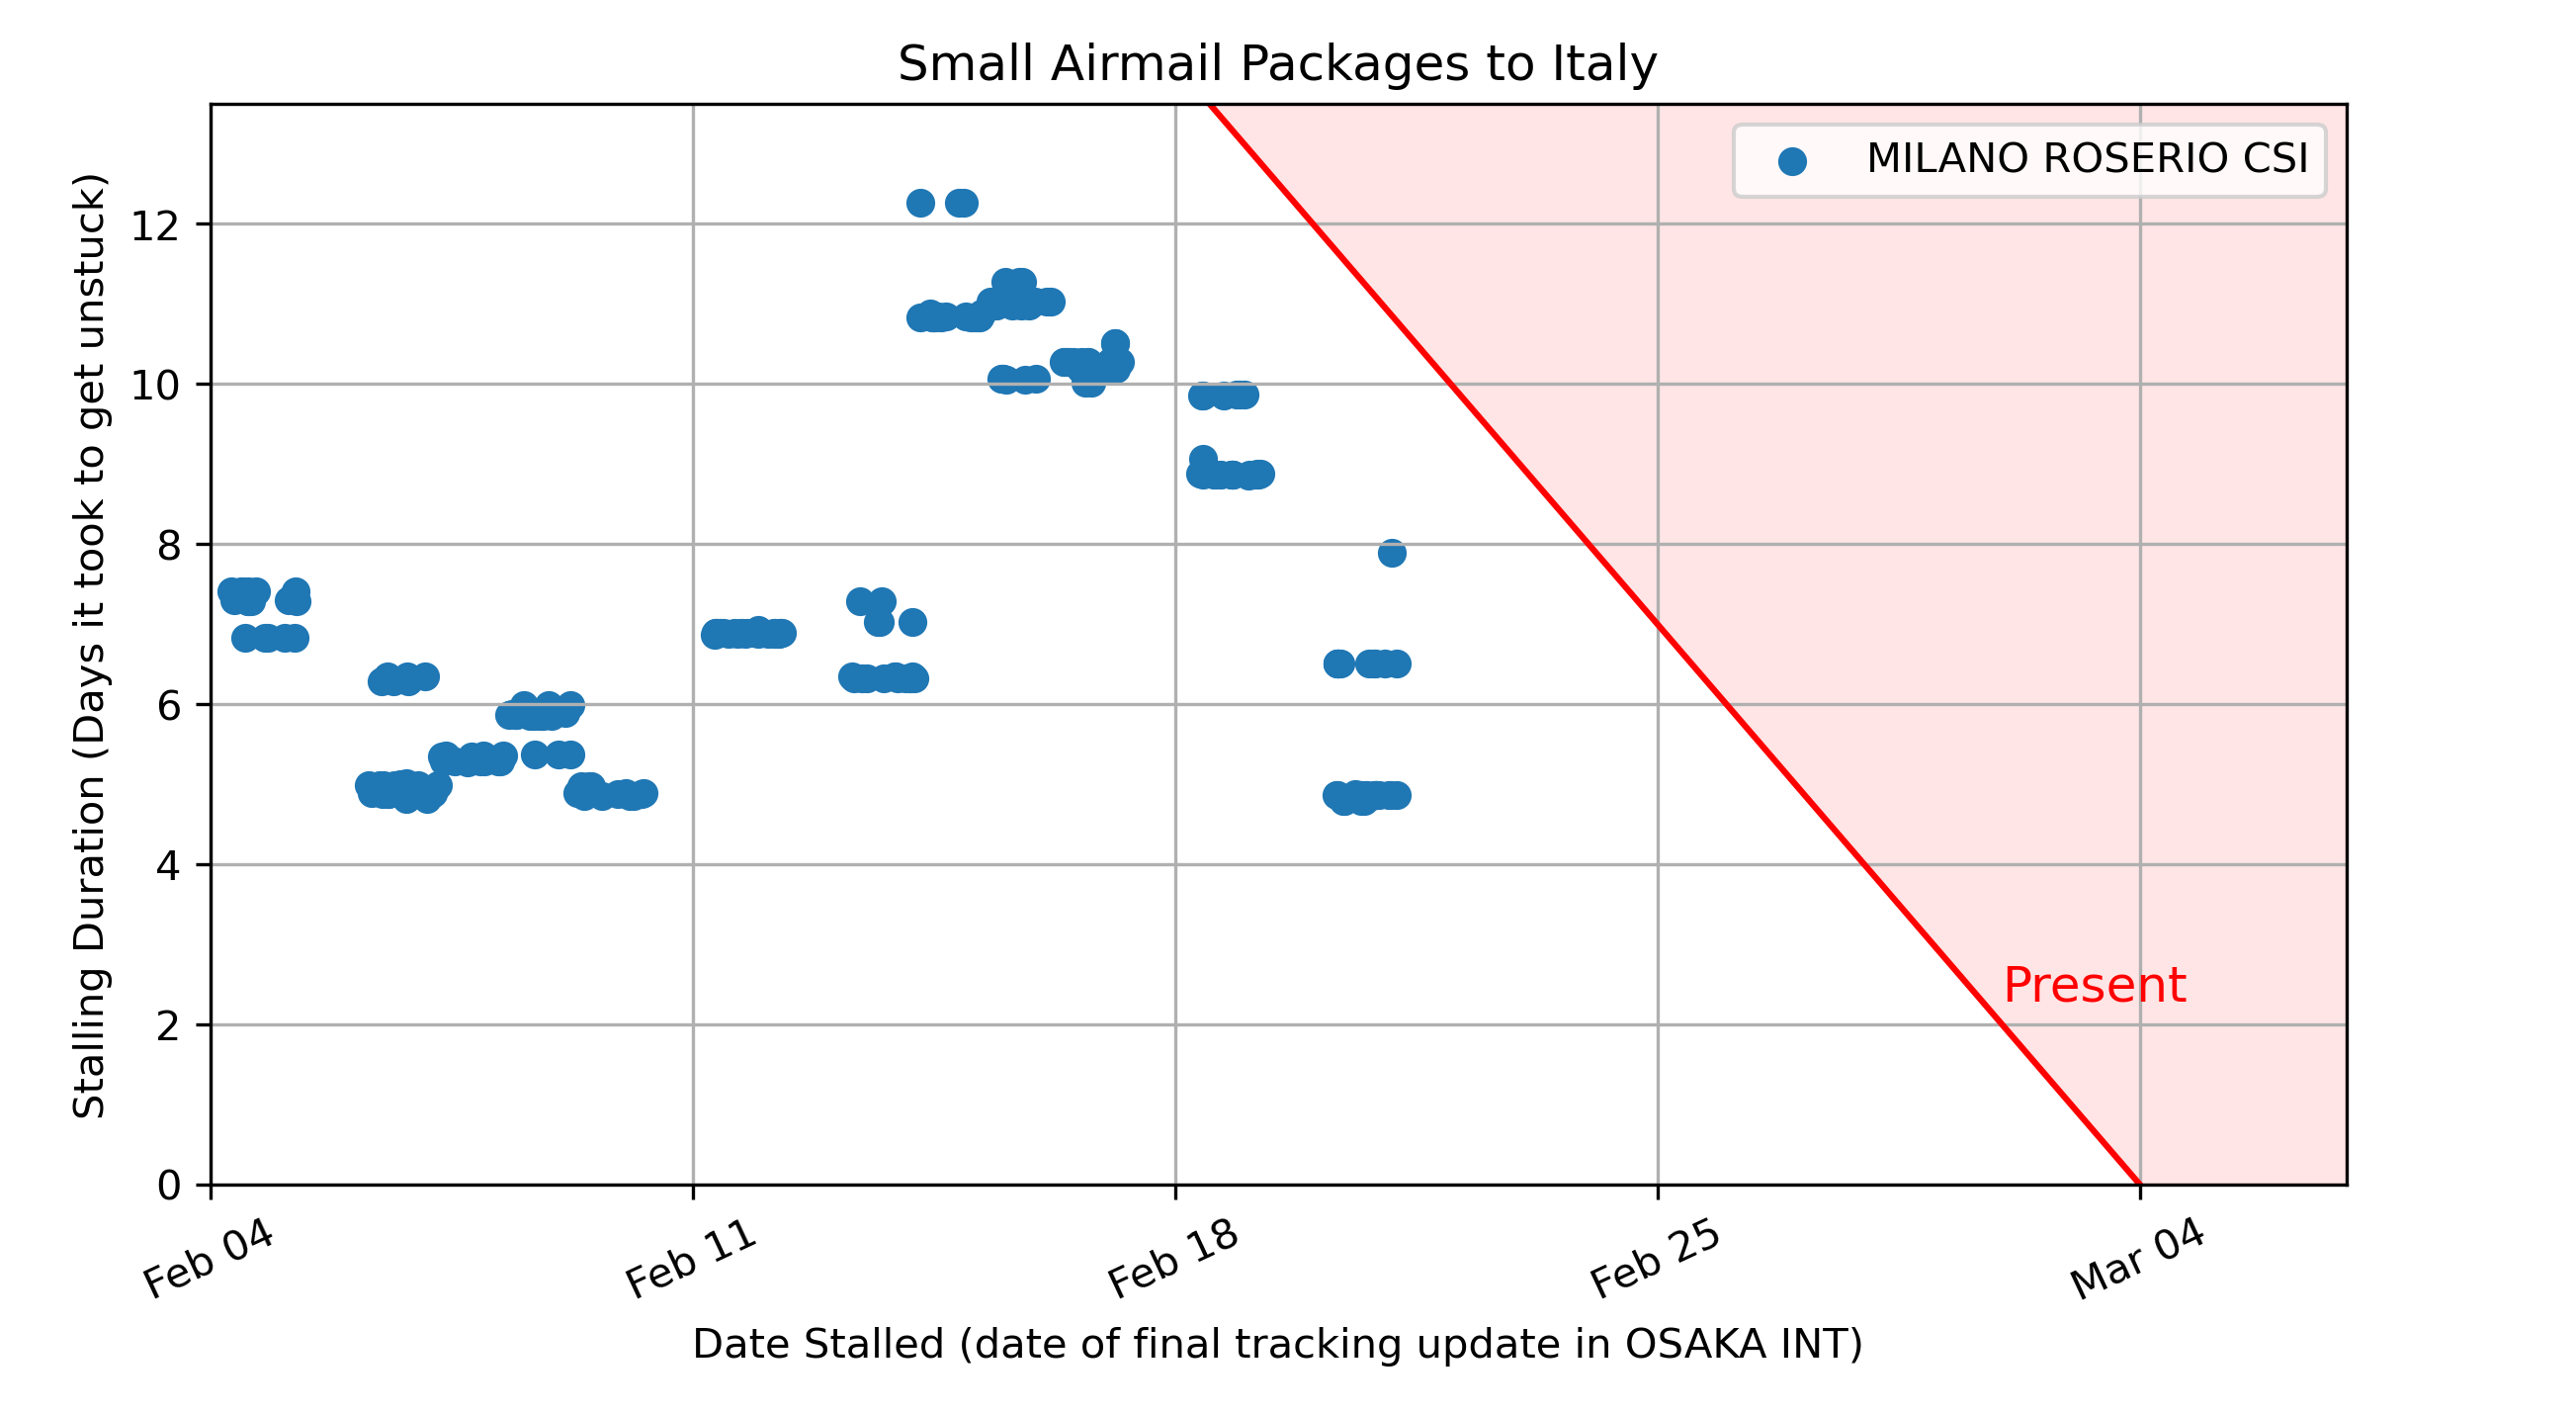 Small Airmail Packages to Italy
MILANO ROSERIO CSI
Stalling Duration (Days it took to get unstuck)
12
10
8
6
4
2
0
Present
Feb 04
Feb 11
Feb 18
Feb 25
Mar 04
Date Stalled (date of final tracking update in OSAKA INT)